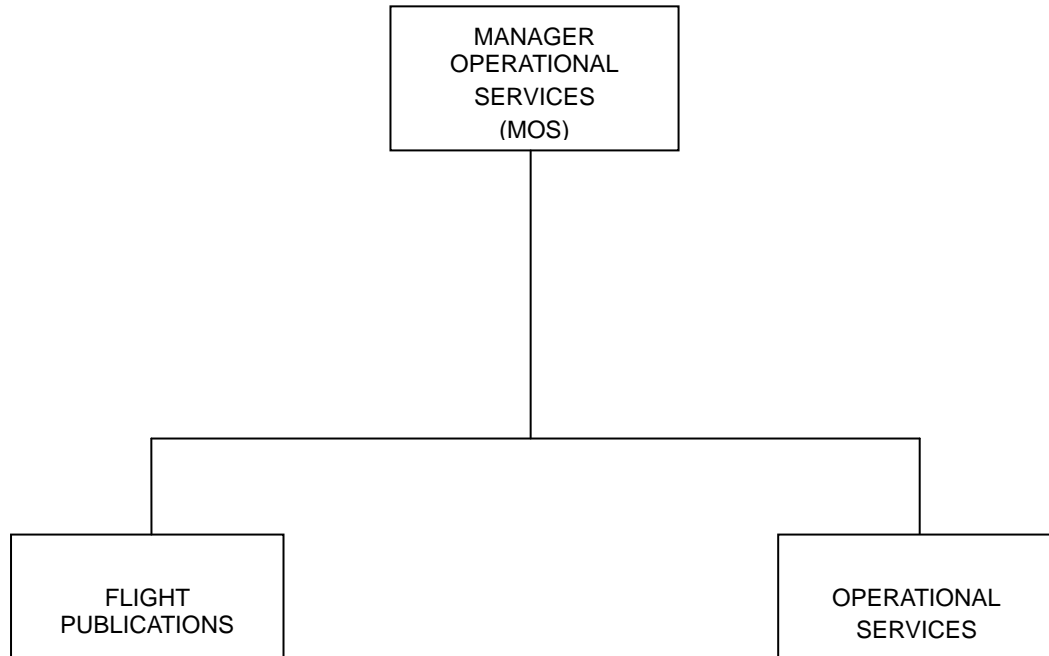 MANAGER
OPERATIONAL
SERVICES
(MOS)
FLIGHT
PUBLICATIONS
OPERATIONAL
SERVICES